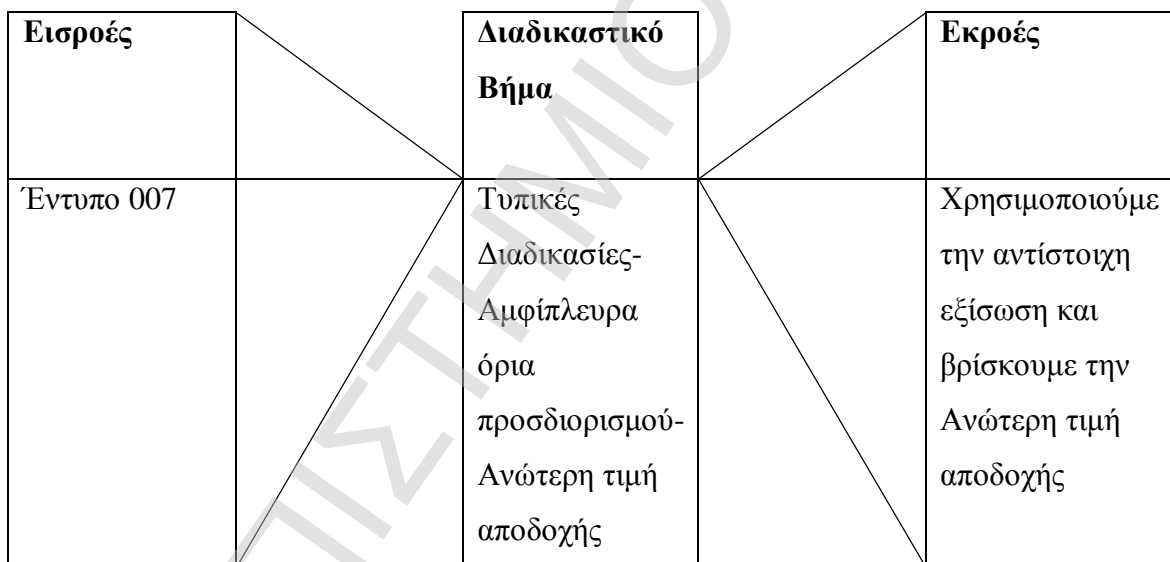 Εισροές
Διαδικαστικό
Βήμα
Εκροές
Έντυπο 007
Τυπικές
Διαδικασίες-
Αμφίπλευρα
όρια
προσδιορισμού-
Ανώτερη τιμή
αποδοχής
Χρησιμοποιούμε
την αντίστοιχη
εξίσωση και
βρίσκουμε την
Ανώτερη τιμή
αποδοχής